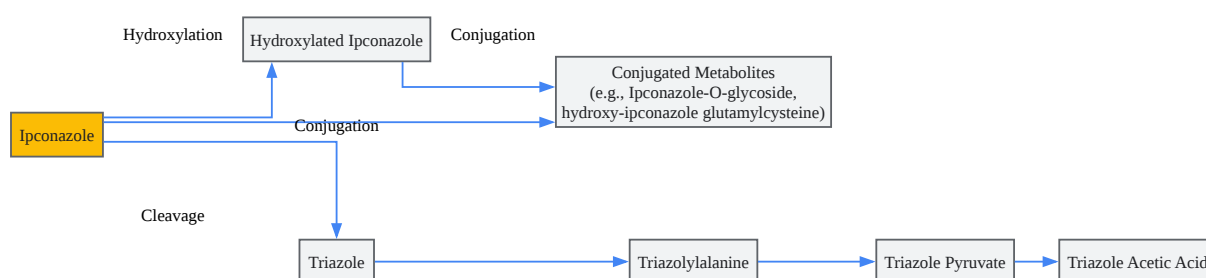 Hydroxylation
Hydroxylated Ipconazole
Conjugation
Conjugated Metabolites
(e.g., Ipconazole-O-glycoside,
hydroxy-ipconazole glutamylcysteine)
Ipconazole
Conjugation
Cleavage
Triazole
Triazolylalanine
Triazole Pyruvate
Triazole Acetic Acid